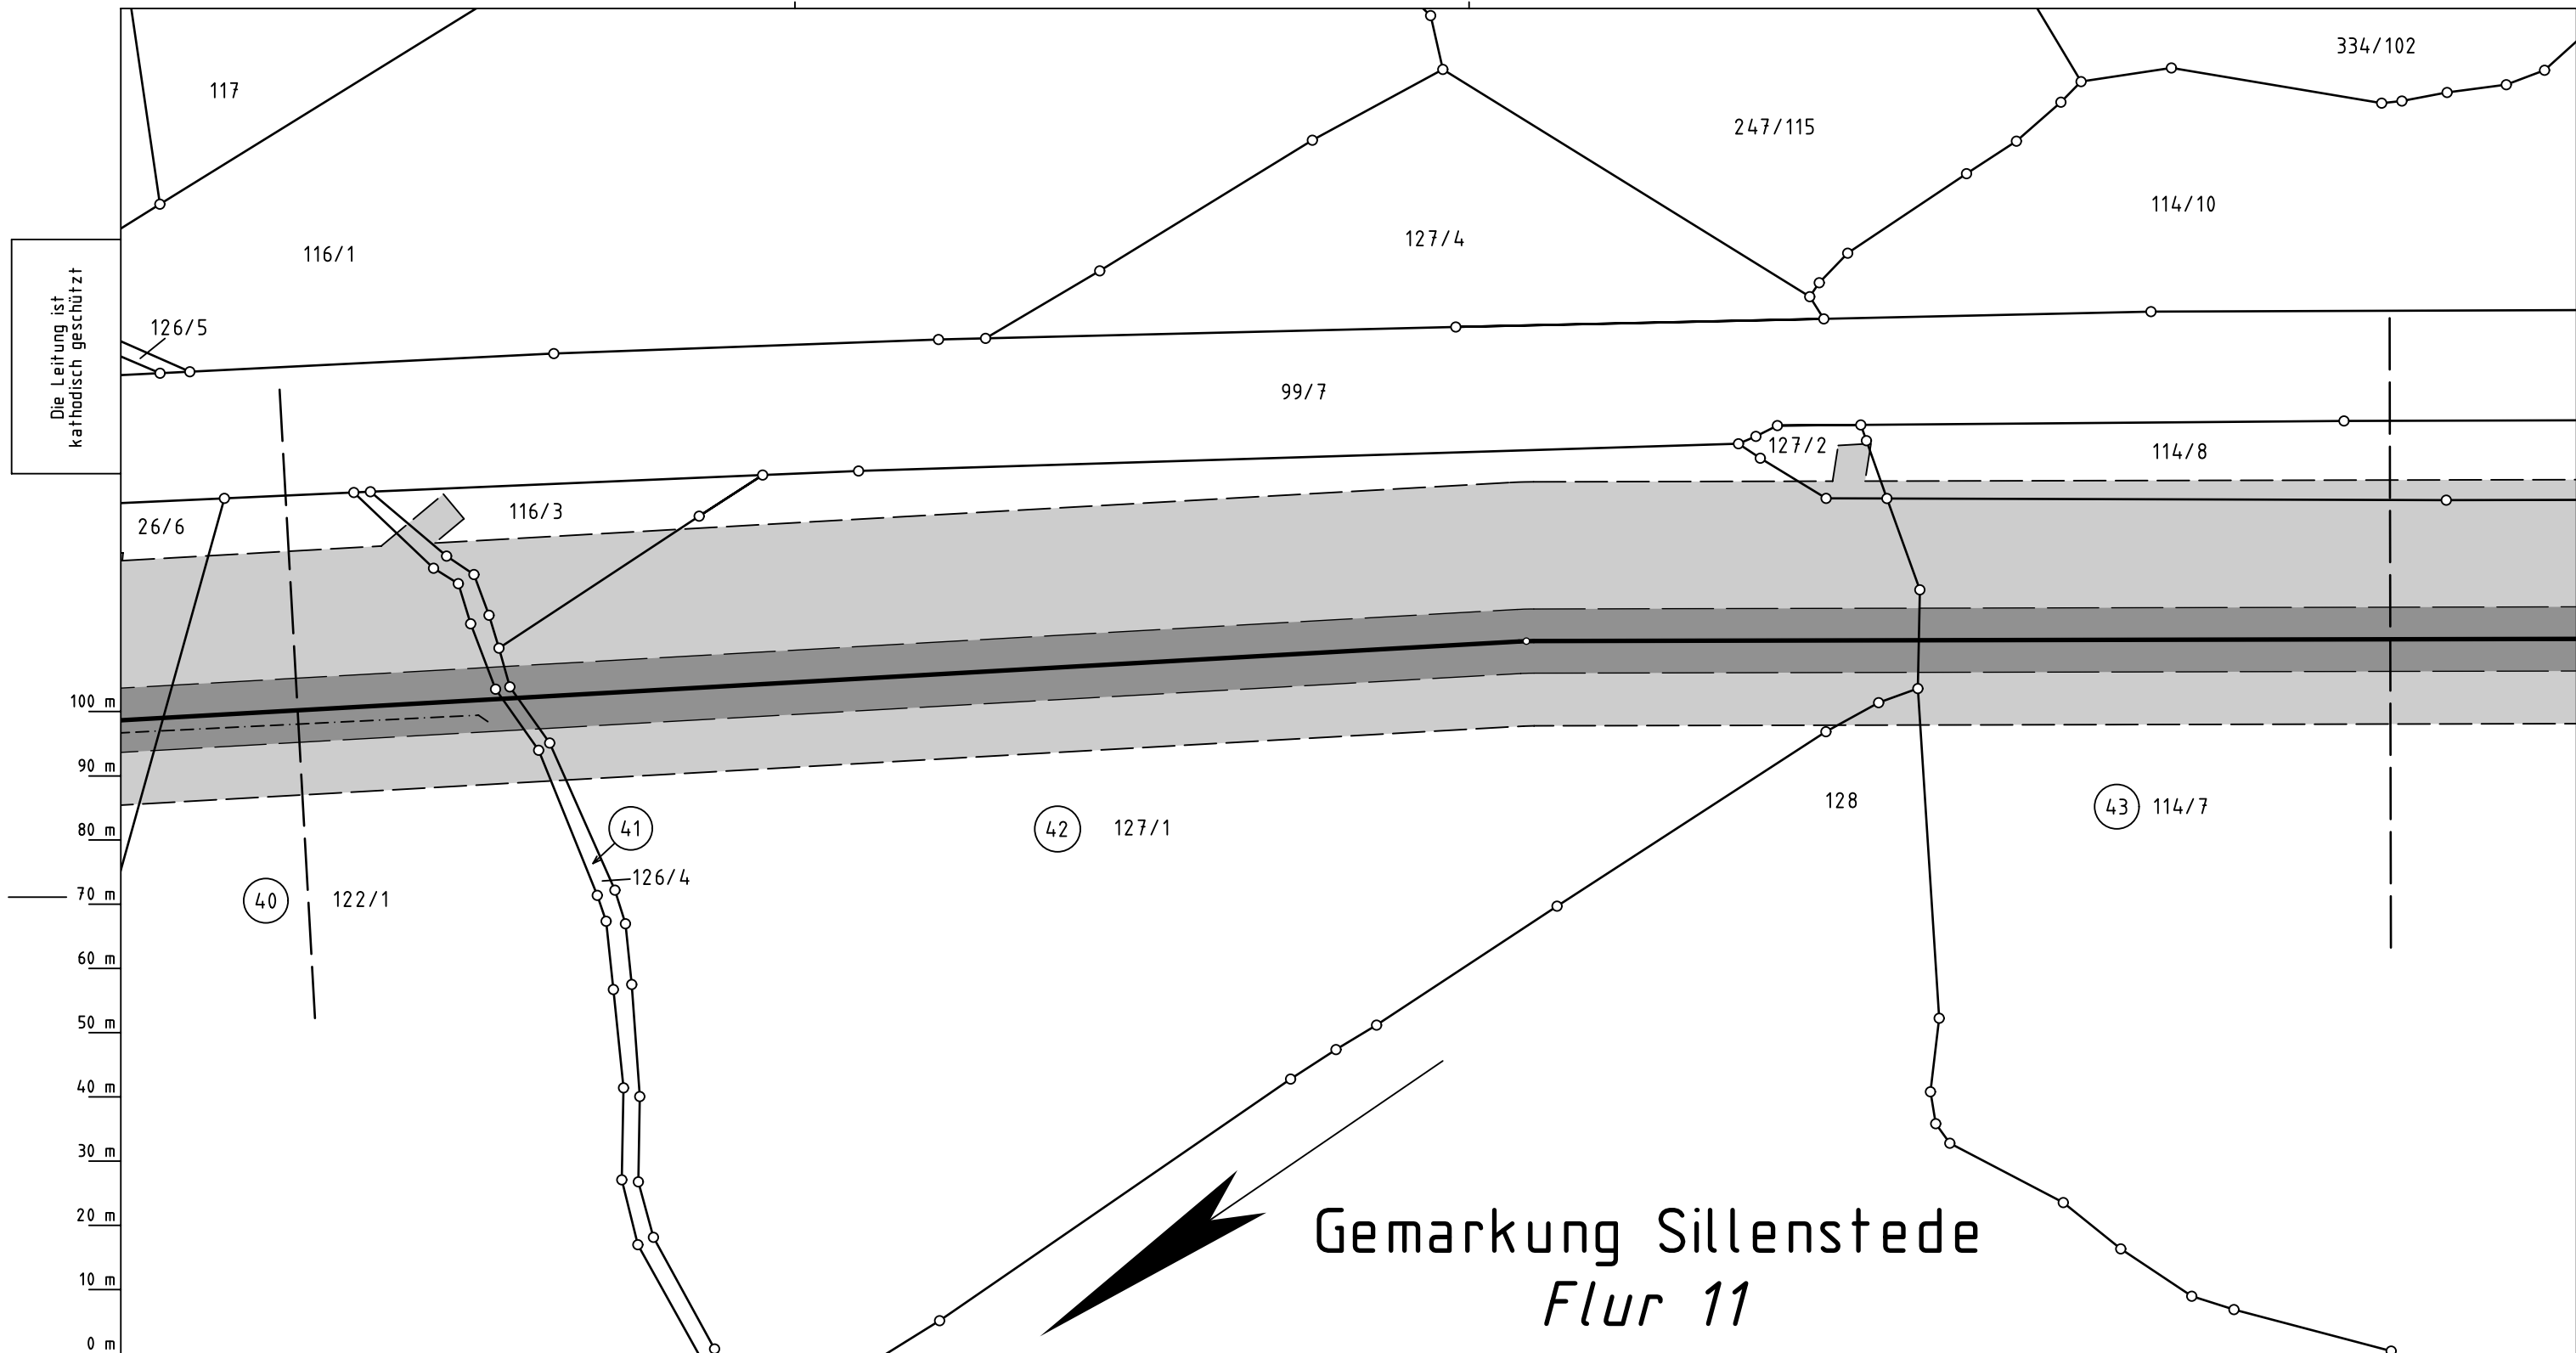 334/102
117
247/115
114/10
127/4
116/1
Die Leitung ist
kathodisch geschützt
126/5
99/7
127/2
114/8
116/3
26/6
100 m
90 m
80 m
70 m
60 m
50 m
40 m
30 m
20 m
10 m
0 m
40
122/1
41
126/4
42
127/1
128
43
114/7
Gemarkung Sillenstede
Flur 11